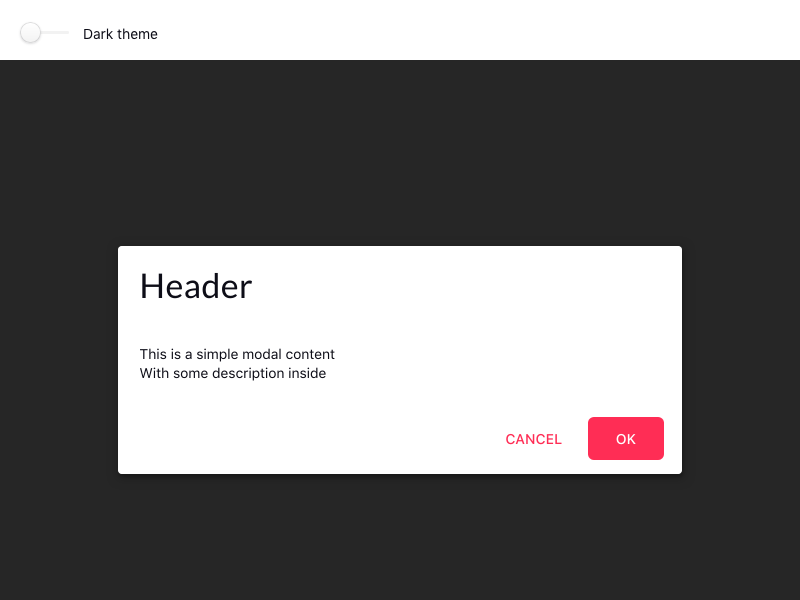 Dark theme
Header
This is a simple modal content
With some description inside
CANCEL
OK